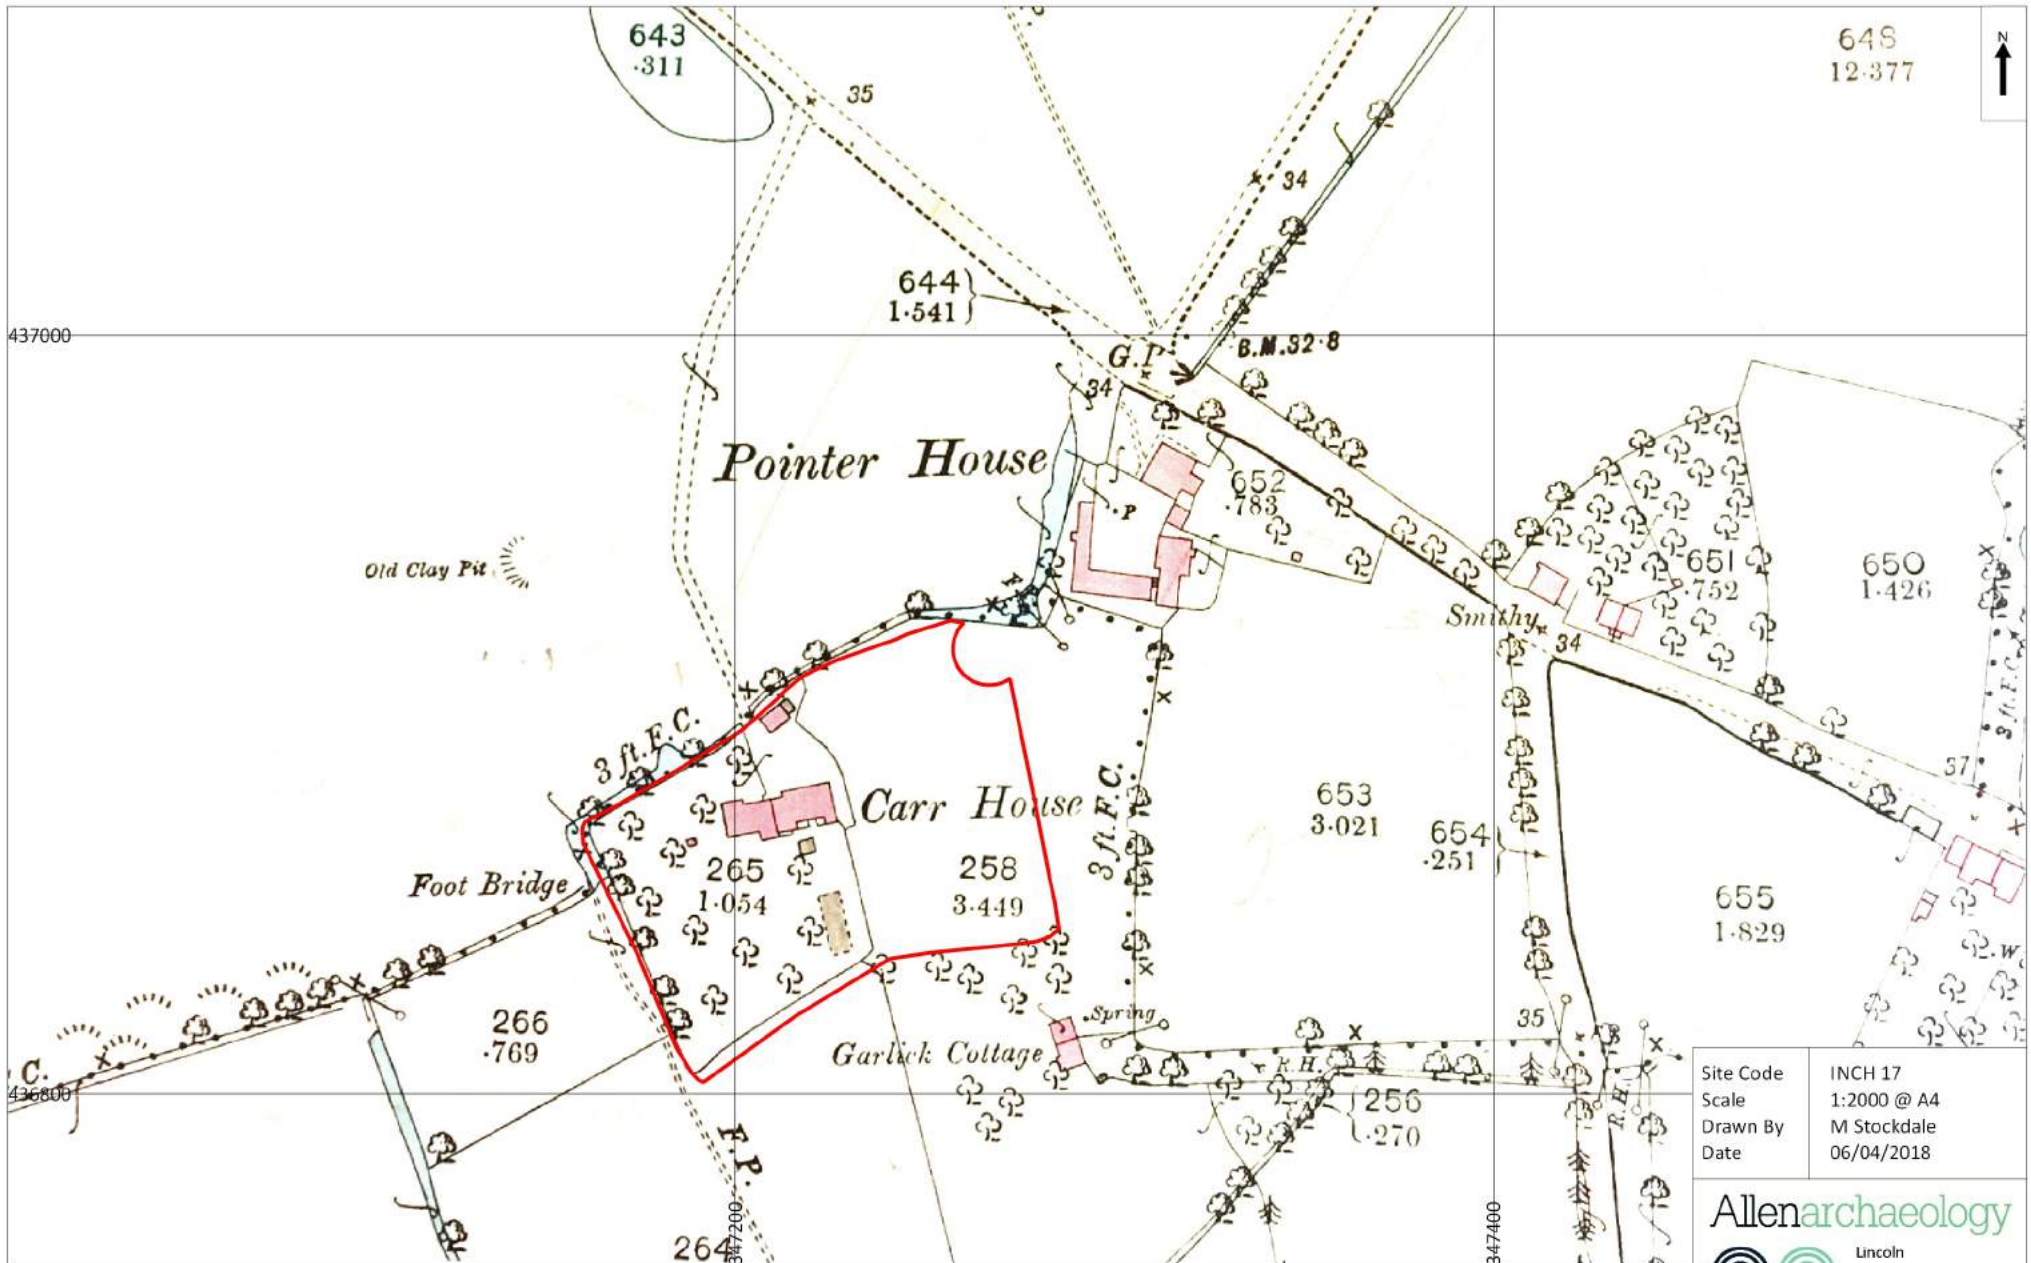 643
·311
35
648
12·377
N
34
644
1·541
437000
G.P
B.M.32·8
34
Pointer House
P
652
·783
Old Clay Pit
651
·752
650
1·426
Smithy
34
F
3 ft. F.C.
3 ft. F.C.
37
Carr House
3 ft. F.C.
653
3·021
654
·251
265
1·054
258
3·449
Foot Bridge
655
1·829
W
266
·769
Spring
35
Garlick Cottage
R.H.
C.
436800
256
·270
R.H.
F.P.
264
347200
347400
Site Code INCH 17
Scale 1:2000 @ A4
Drawn By M Stockdale
Date 06/04/2018
Allenarchaeology
Lincoln